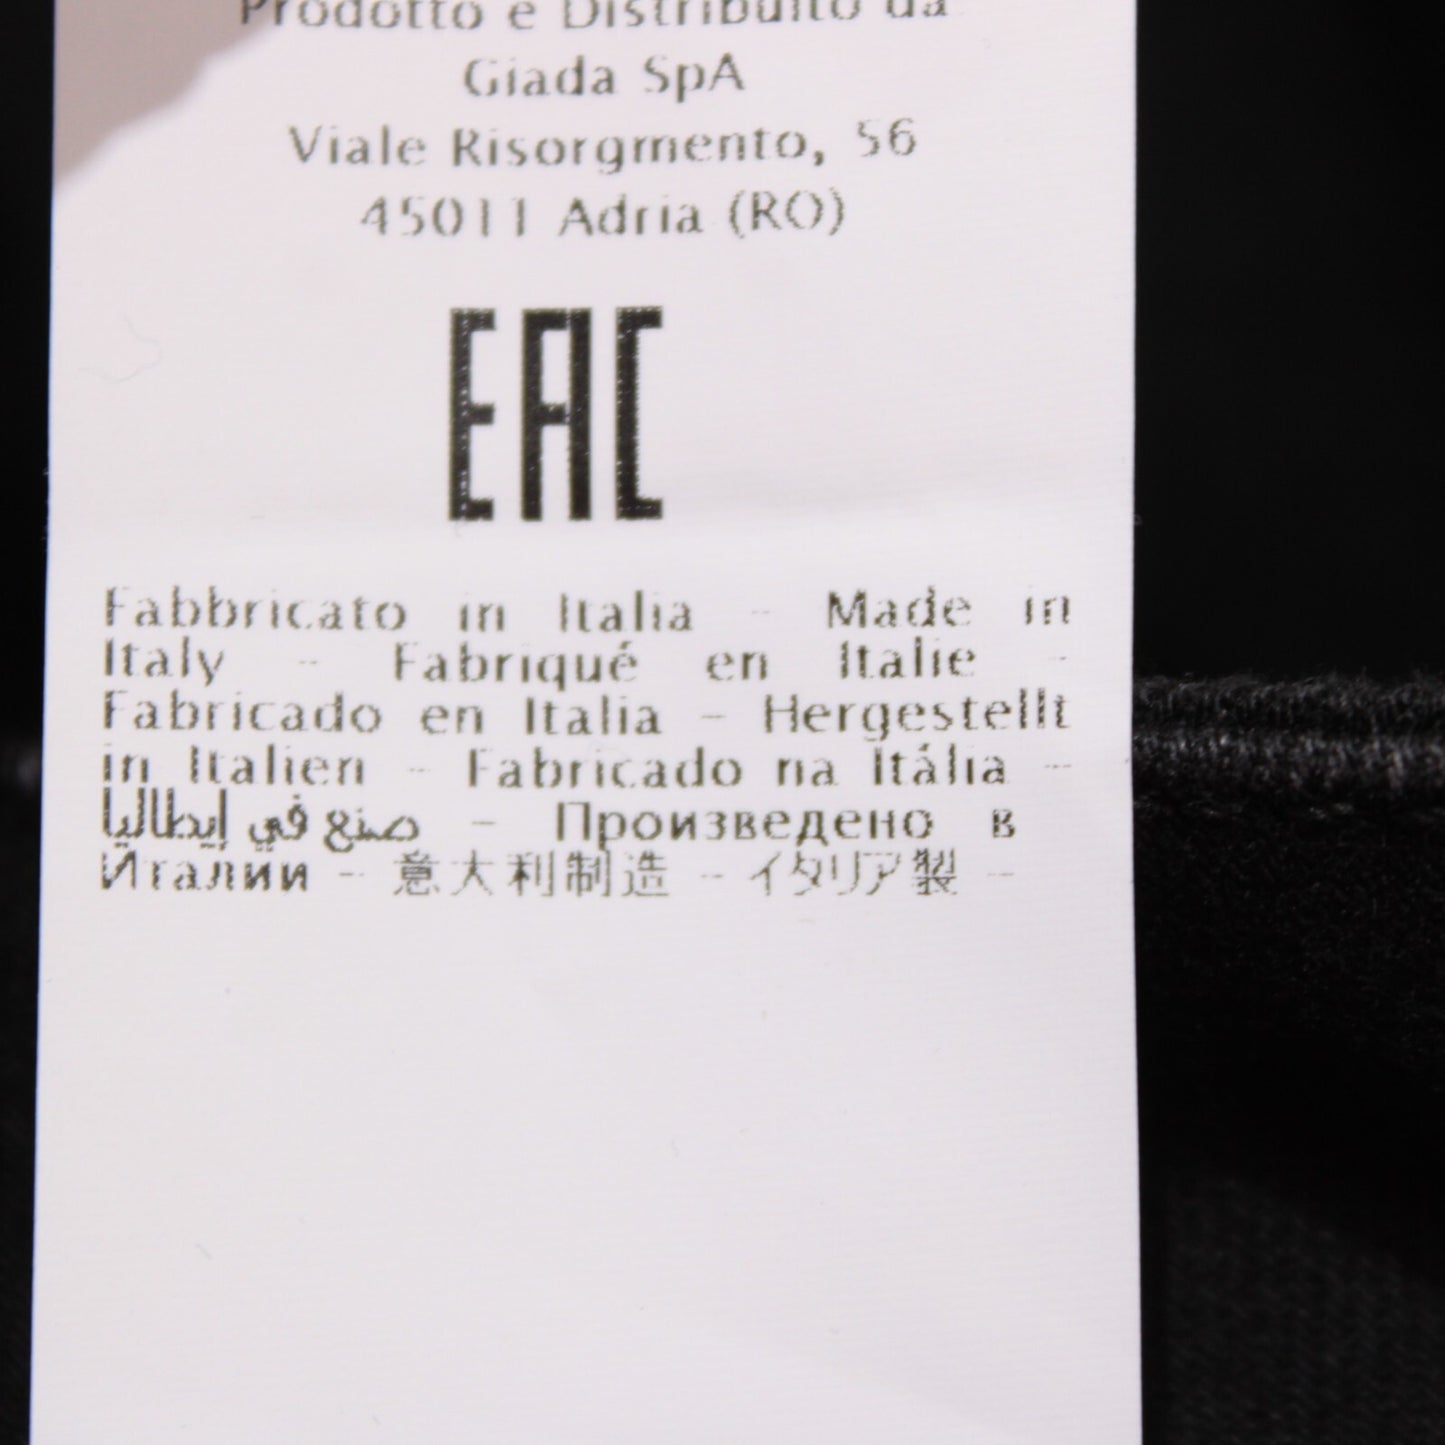 Prodotto e Distribuito da
Giada SpA
Viale Risorgmento, 56
45011 Adria (RO)
EAC
Fabbricato in Italia - Made in
Italy - Fabriqué en Italie -
Fabricado en Italia - Hergestellt
in Italien - Fabricado na Itália -
صنع في إيطاليا - Произведено в
Италии - 意大利制造 - イタリア製 -